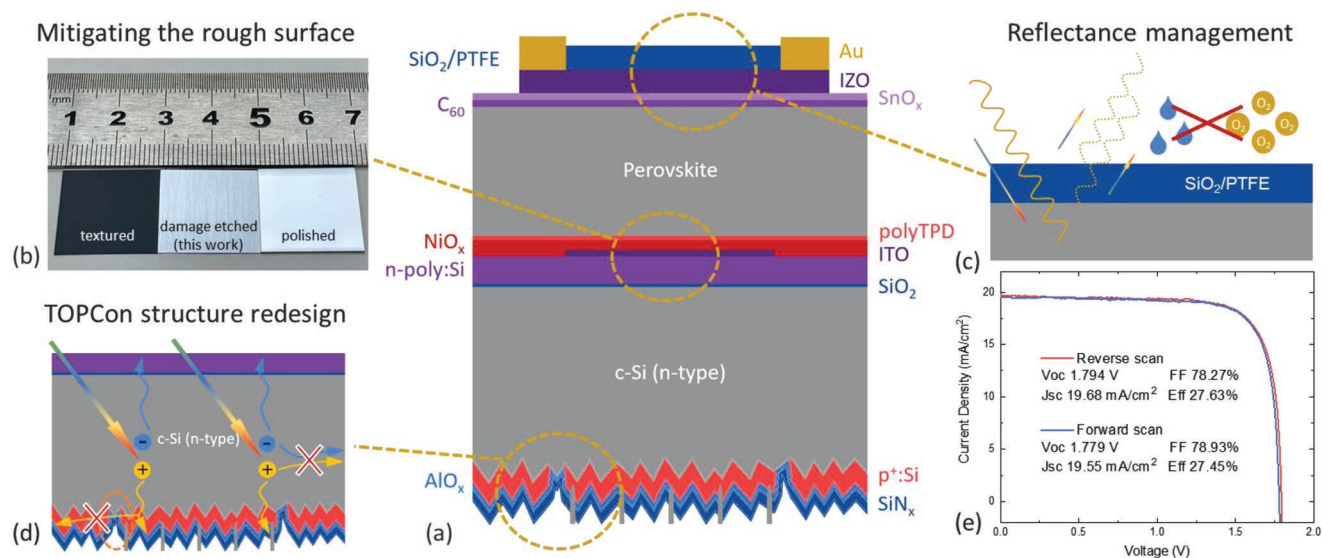 Mitigating the rough surface
mm 1 2 3 4 5 6 7
textured
damage etched
(this work)
polished
(b)
TOPCon structure redesign
c-Si (n-type)
− −
+ +
(d)
SiO₂/PTFE
Au
IZO
C₆₀
SnOₓ
Perovskite
NiOₓ
polyTPD
ITO
n-poly:Si
SiO₂
c-Si (n-type)
AlOₓ
p⁺:Si
SiNₓ
(a)
Reflectance management
O₂
O₂
O₂
O₂
O₂
SiO₂/PTFE
(c)
Current Density (mA/cm²)
20
15
10
5
0
Reverse scan
Voc 1.794 V FF 78.27%
Jsc 19.68 mA/cm² Eff 27.63%
Forward scan
Voc 1.779 V FF 78.93%
Jsc 19.55 mA/cm² Eff 27.45%
(e)
0.0 0.5 1.0 1.5 2.0
Voltage (V)